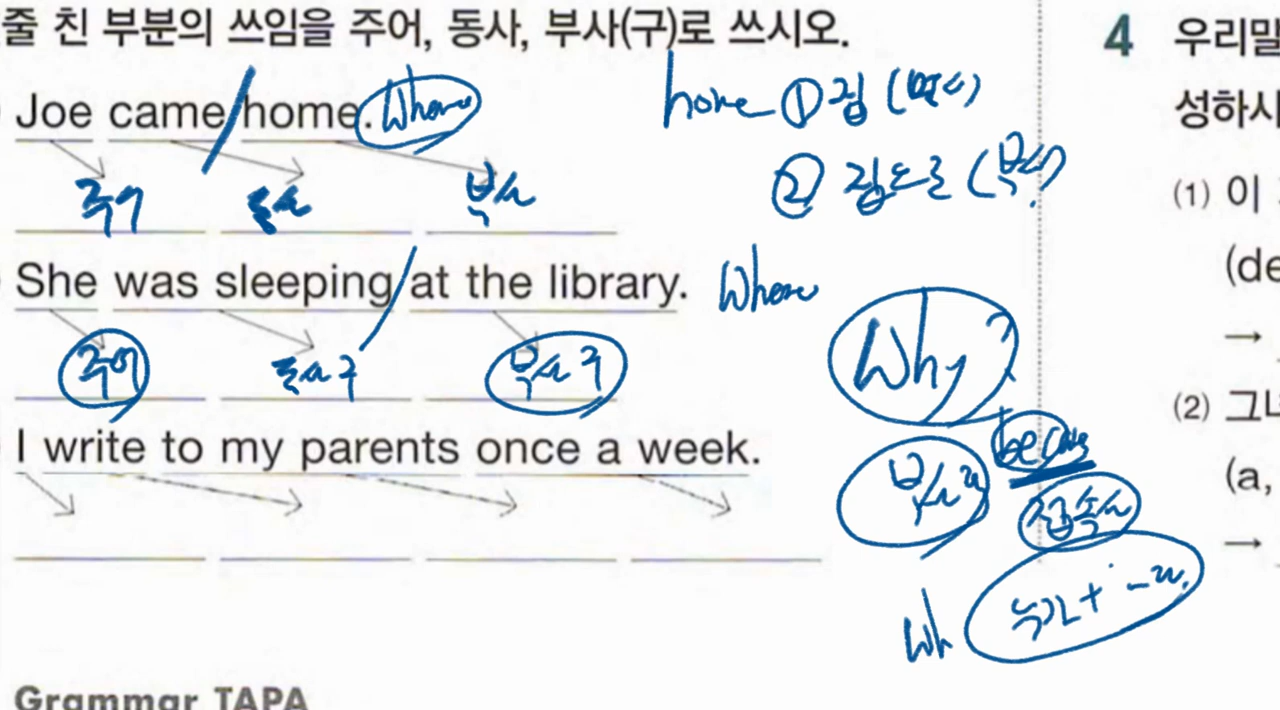 줄 친 부분의 쓰임을 주어, 동사, 부사(구)로 쓰시오.
Joe came / home. Where
주어 동사 부사
home ① 집 (명사)
② 집으로 (부사)
She was sleeping / at the library. Where
주어 동사구 부사구
Why?
I write to my parents once a week.
부사구
접속사
Wh 누가 +
Grammar TAPA
4 우리말
성하시
(1) 이
(de
→
(2) 그녀
(a,
→